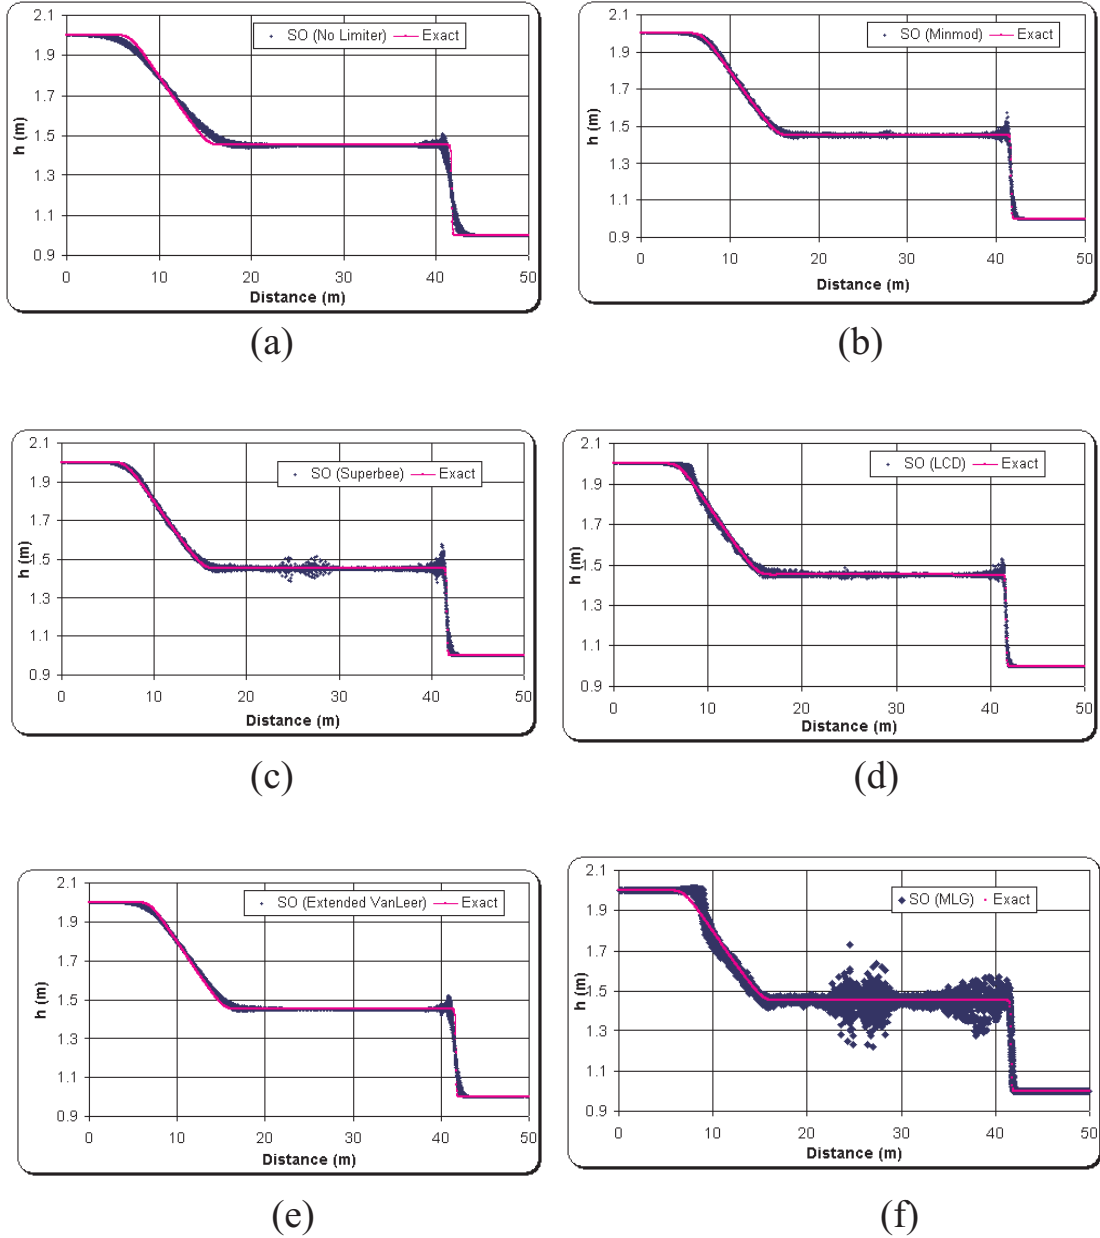 2.1
1.9
1.7
1.5
1.3
1.1
0.9
h (m)
SO (No Limiter) Exact
0 10 20 30 40 50
Distance (m)
(a)
2.1
1.9
1.7
1.5
1.3
1.1
0.9
h (m)
SO (Minmod) Exact
0 10 20 30 40 50
Distance (m)
(b)
2.1
1.9
1.7
1.5
1.3
1.1
0.9
h (m)
SO (Superbee) Exact
0 10 20 30 40 50
Distance (m)
(c)
2.1
1.9
1.7
1.5
1.3
1.1
0.9
h (m)
SO (LCD) Exact
0 10 20 30 40 50
Distance (m)
(d)
2.1
1.9
1.7
1.5
1.3
1.1
0.9
h (m)
SO (Extended VanLeer) Exact
0 10 20 30 40 50
Distance (m)
(e)
2.1
1.9
1.7
1.5
1.3
1.1
0.9
h (m)
SO (MLG) Exact
0 10 20 30 40 50
Distance (m)
(f)